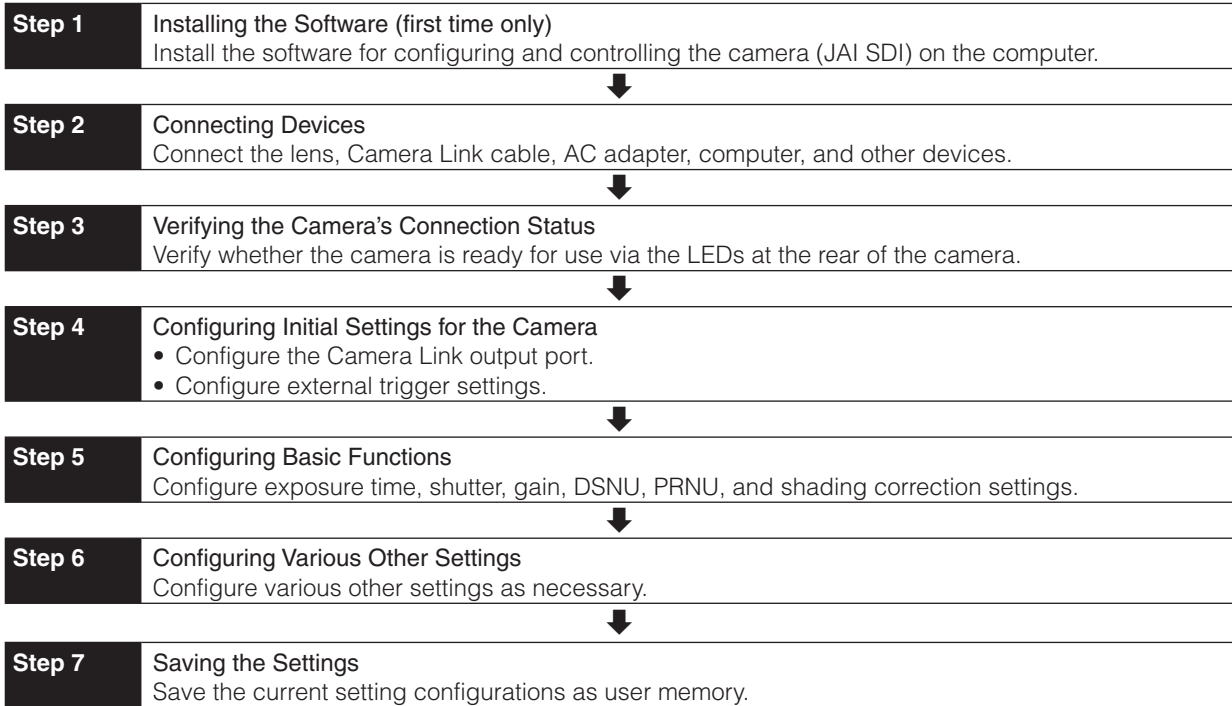 Step 1 Installing the Software (first time only)
Install the software for configuring and controlling the camera (JAI SDI) on the computer.
Step 2 Connecting Devices
Connect the lens, Camera Link cable, AC adapter, computer, and other devices.
Step 3 Verifying the Camera’s Connection Status
Verify whether the camera is ready for use via the LEDs at the rear of the camera.
Step 4 Configuring Initial Settings for the Camera
• Configure the Camera Link output port.
• Configure external trigger settings.
Step 5 Configuring Basic Functions
Configure exposure time, shutter, gain, DSNU, PRNU, and shading correction settings.
Step 6 Configuring Various Other Settings
Configure various other settings as necessary.
Step 7 Saving the Settings
Save the current setting configurations as user memory.